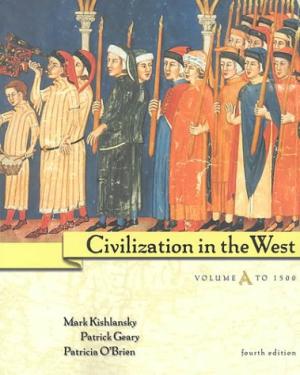 Civilization in the West
VOLUME A TO 1500
Mark Kishlansky
Patrick Geary
Patricia O'Brien
fourth edition